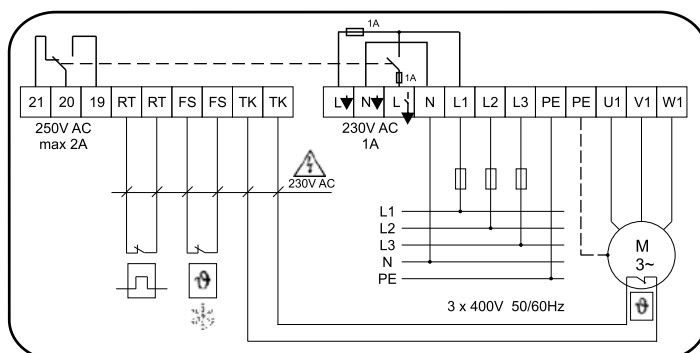 1A
1A
21 20 19 RT RT FS FS TK TK L N L N L1 L2 L3 PE PE U1 V1 W1
250V AC
max 2A
230V AC
1A
230V AC
L1
L2
L3
N
PE
M
3~
3 x 400V 50/60Hz
ϑ
ϑ